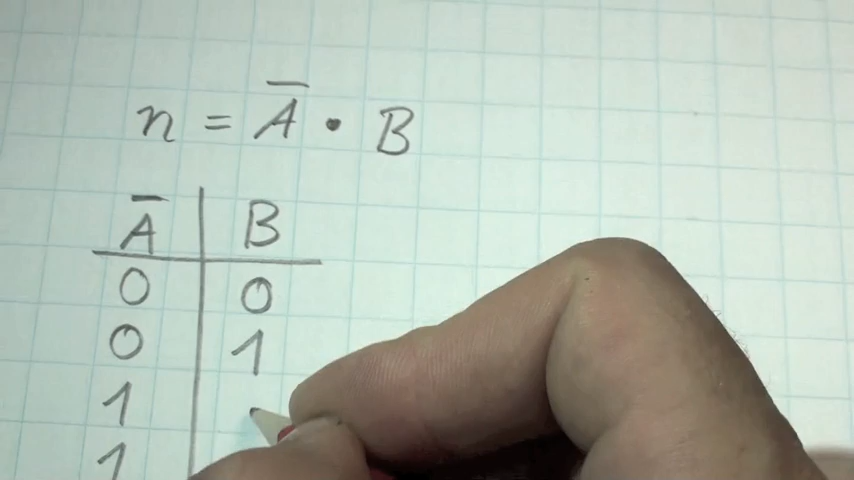 n = A̅ • B
A̅ B
0 0
0 1
1
1